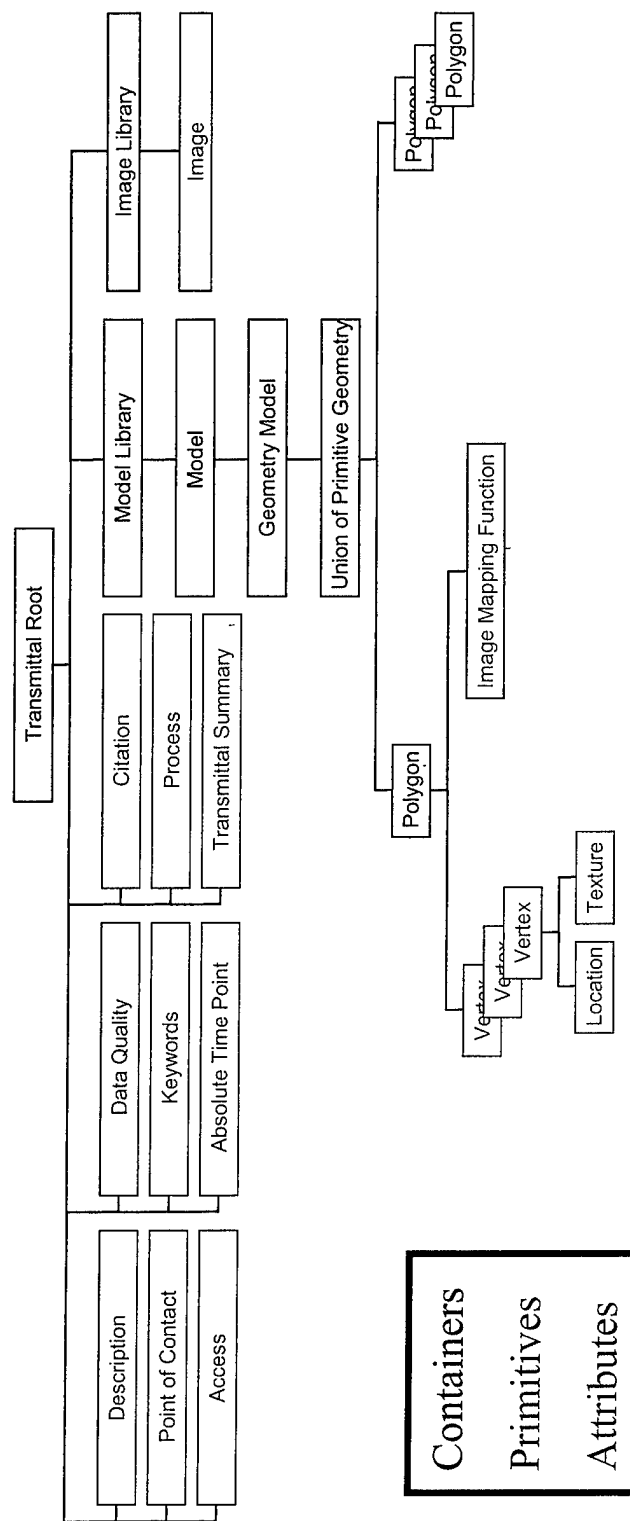 Transmittal Root
Description
Point of Contact
Access
Data Quality
Keywords
Absolute Time Point
Citation
Process
Transmittal Summary
Model Library
Model
Geometry Model
Union of Primitive Geometry
Image Library
Image
Polygon
Polygon
Polygon
Polygon
Vertex
Vertex
Vertex
Location
Texture
Image Mapping Function
Containers
Primitives
Attributes